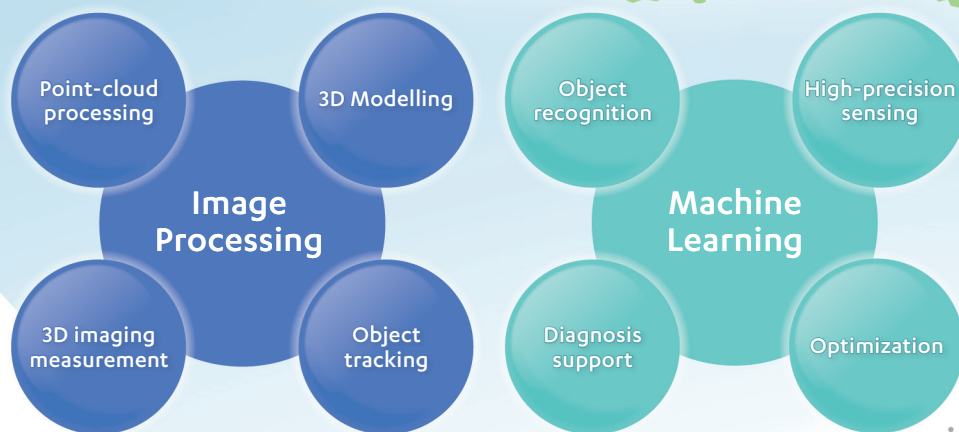 Point-cloud
processing
3D Modelling
Image
Processing
3D imaging
measurement
Object
tracking
Object
recognition
High-precision
sensing
Machine
Learning
Diagnosis
support
Optimization